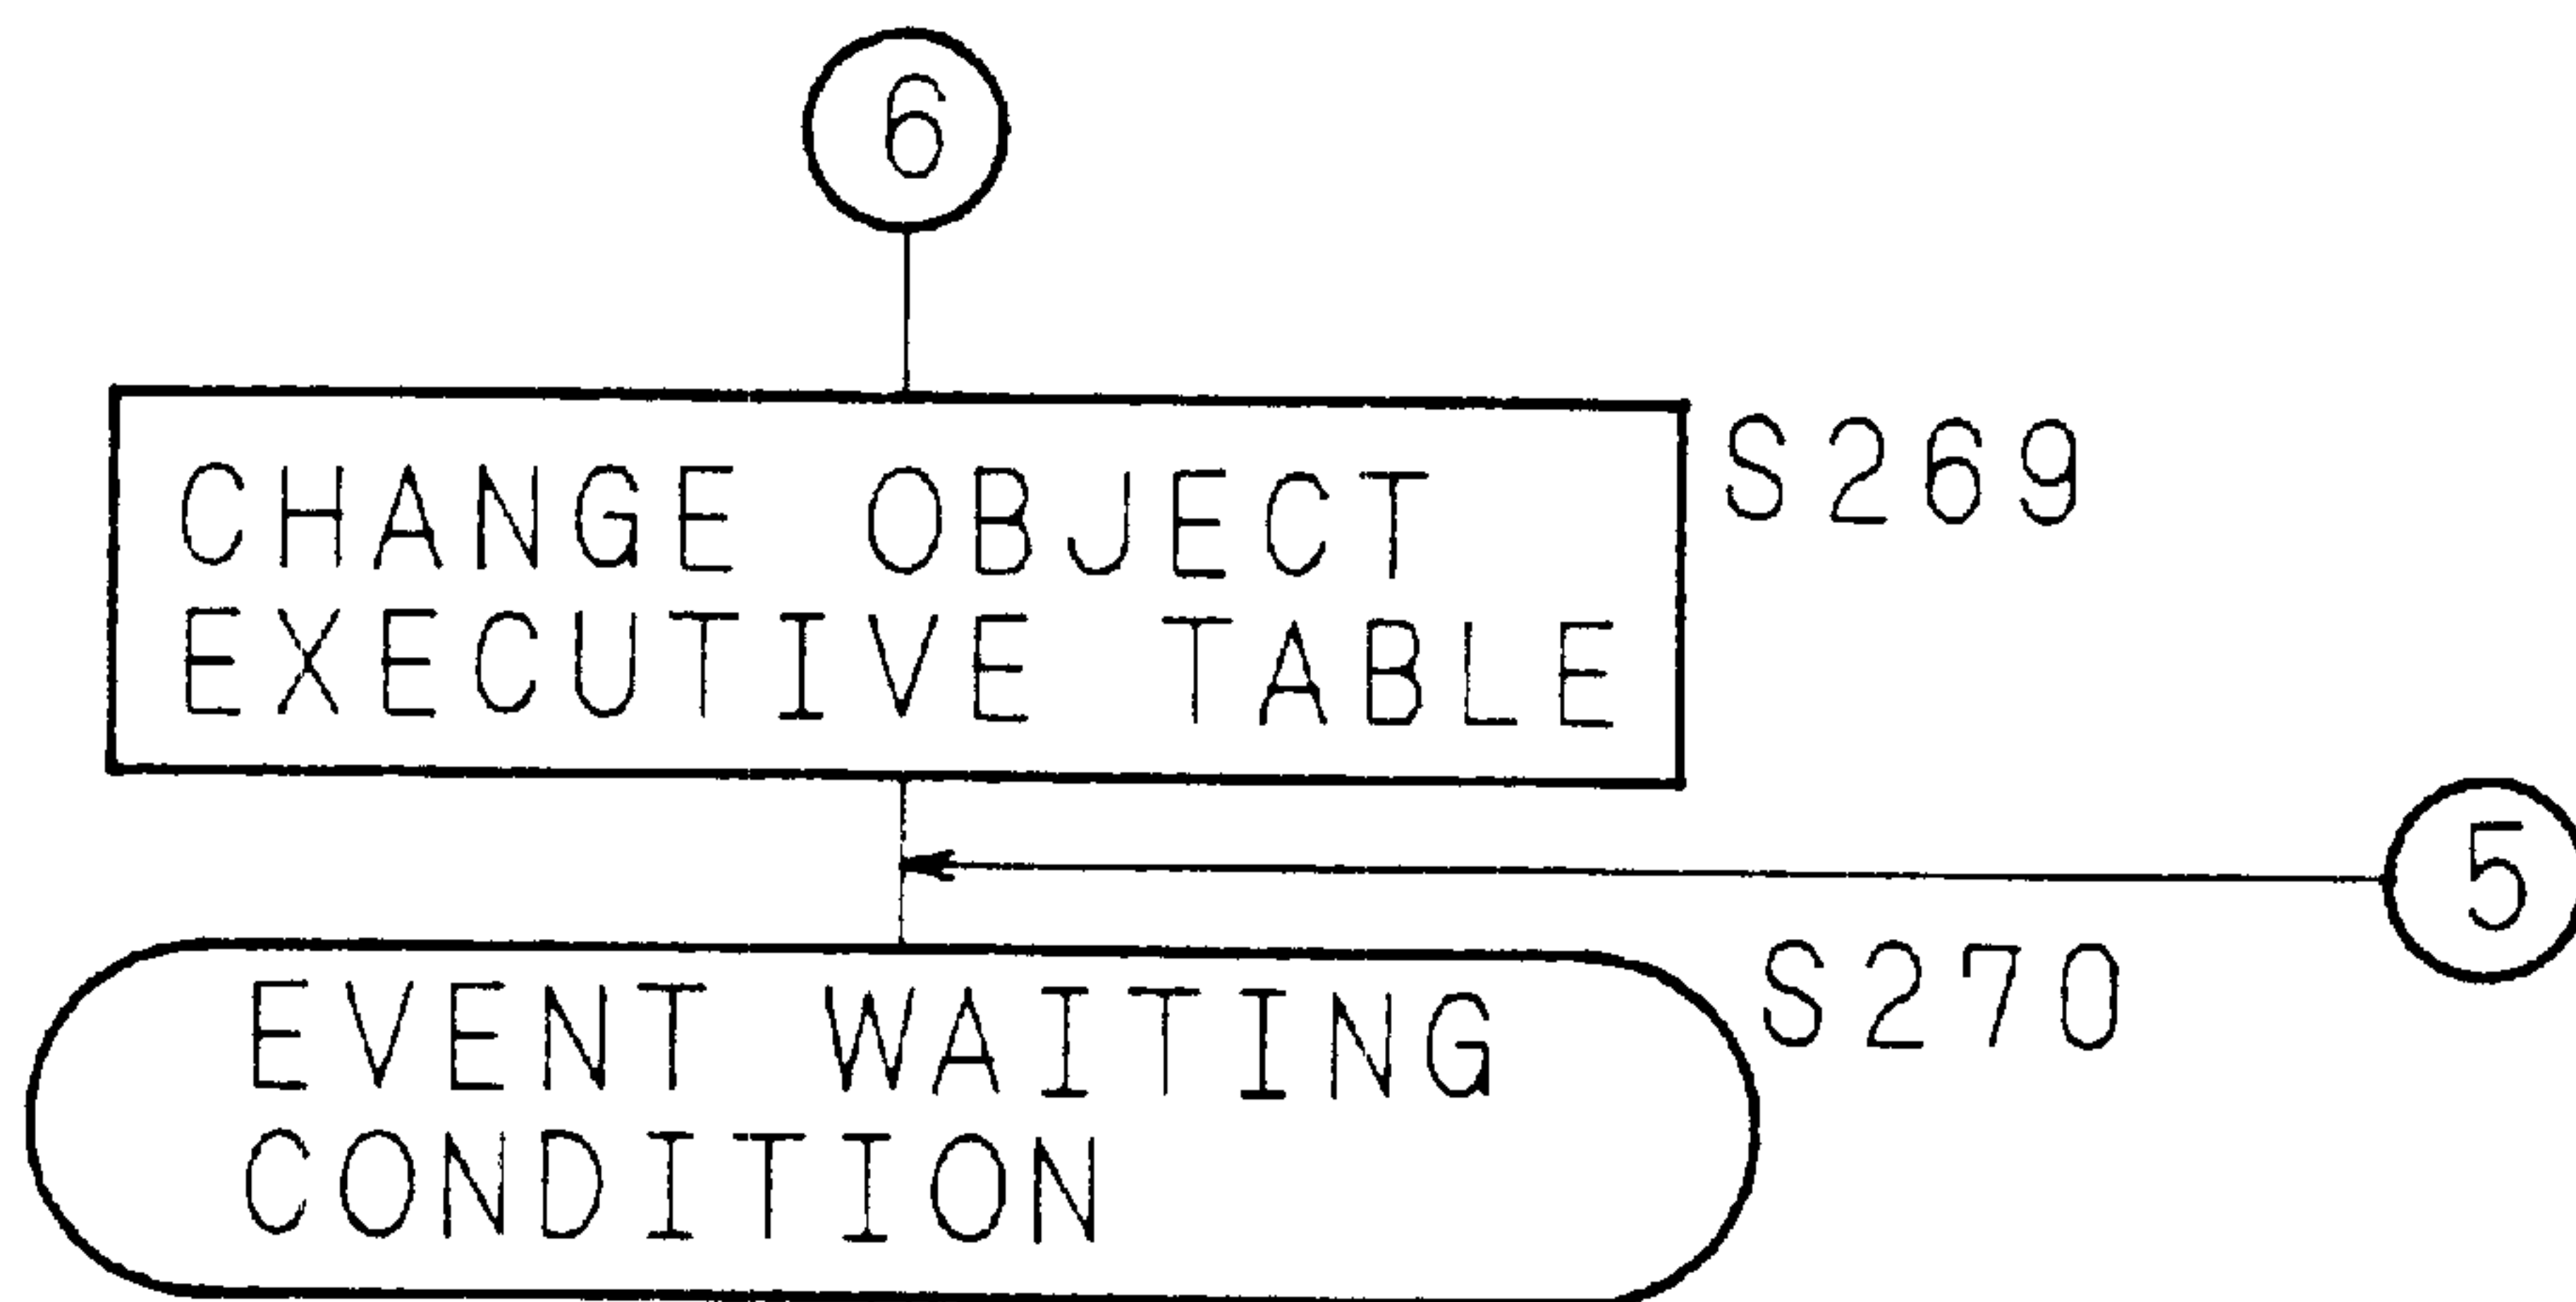 6
CHANGE OBJECT
EXECUTIVE TABLE
S269
5
EVENT WAITING
CONDITION
S270